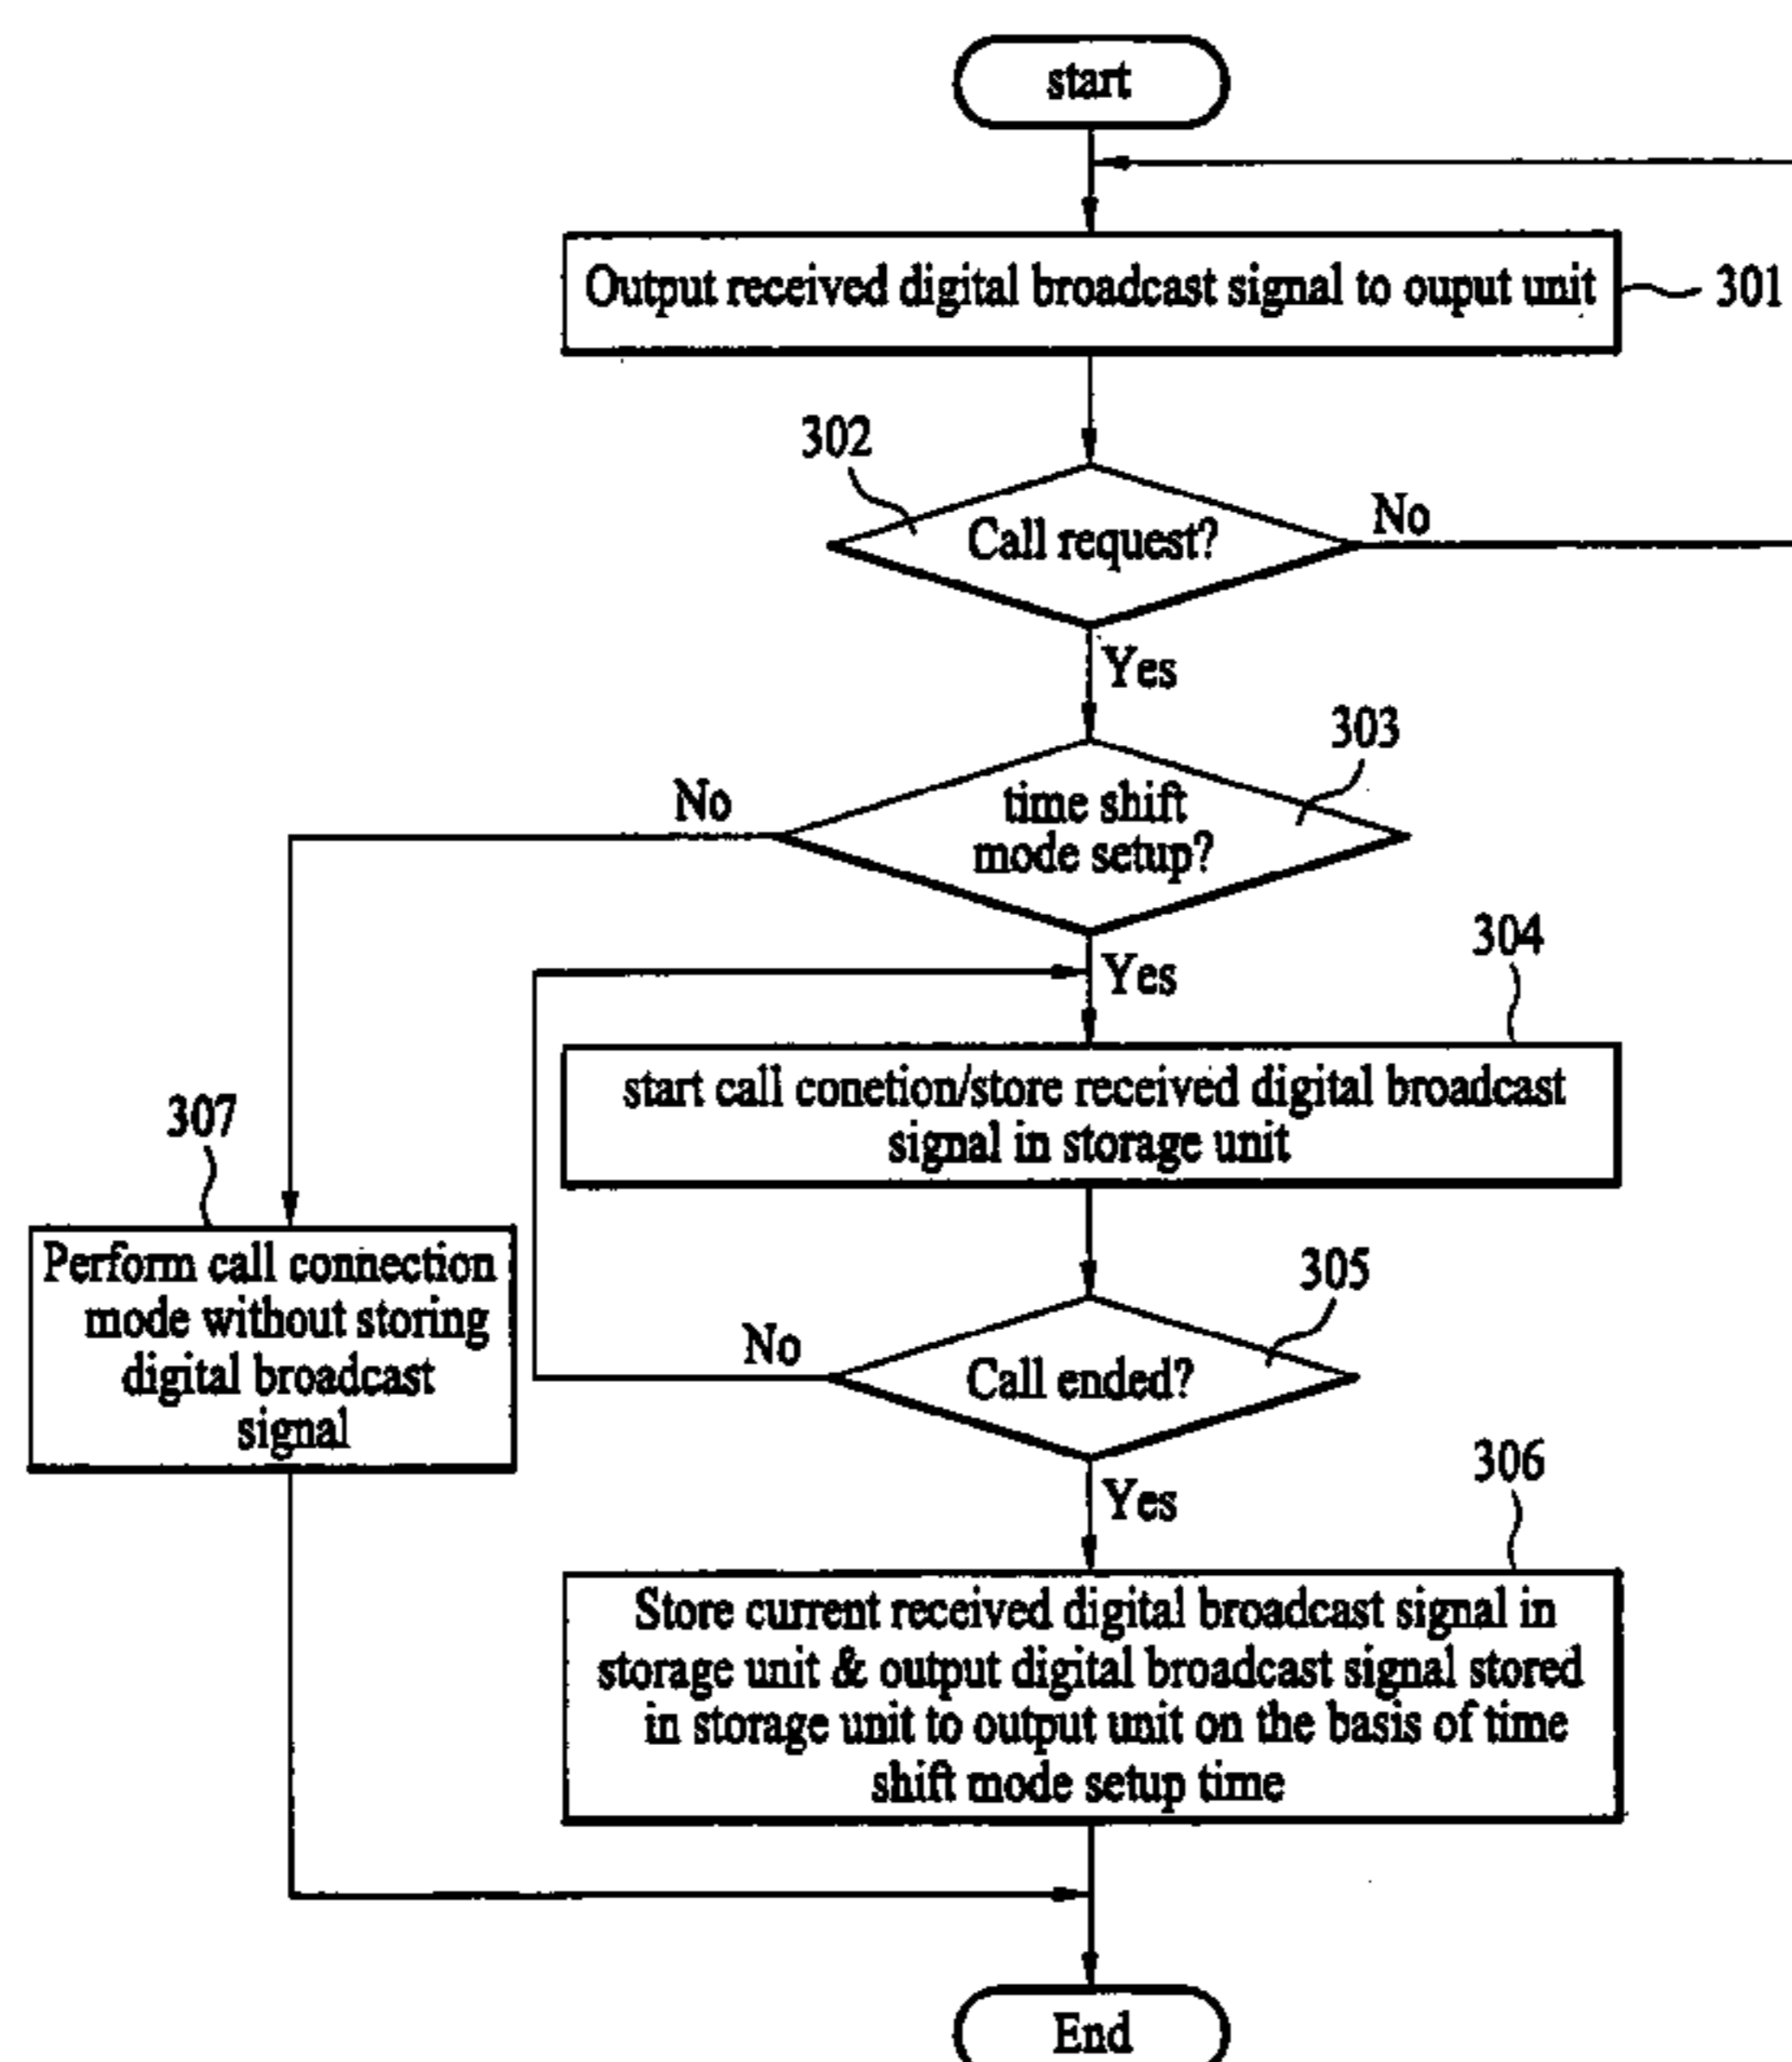 start
Output received digital broadcast signal to ouput unit
301
302
Call request?
No
Yes
303
time shift
mode setup?
No
Yes
304
start call conetion/store received digital broadcast
signal in storage unit
307
Perform call connection
mode without storing
digital broadcast
signal
305
Call ended?
No
Yes
306
Store current received digital broadcast signal in
storage unit & output digital broadcast signal stored
in storage unit to output unit on the basis of time
shift mode setup time
End